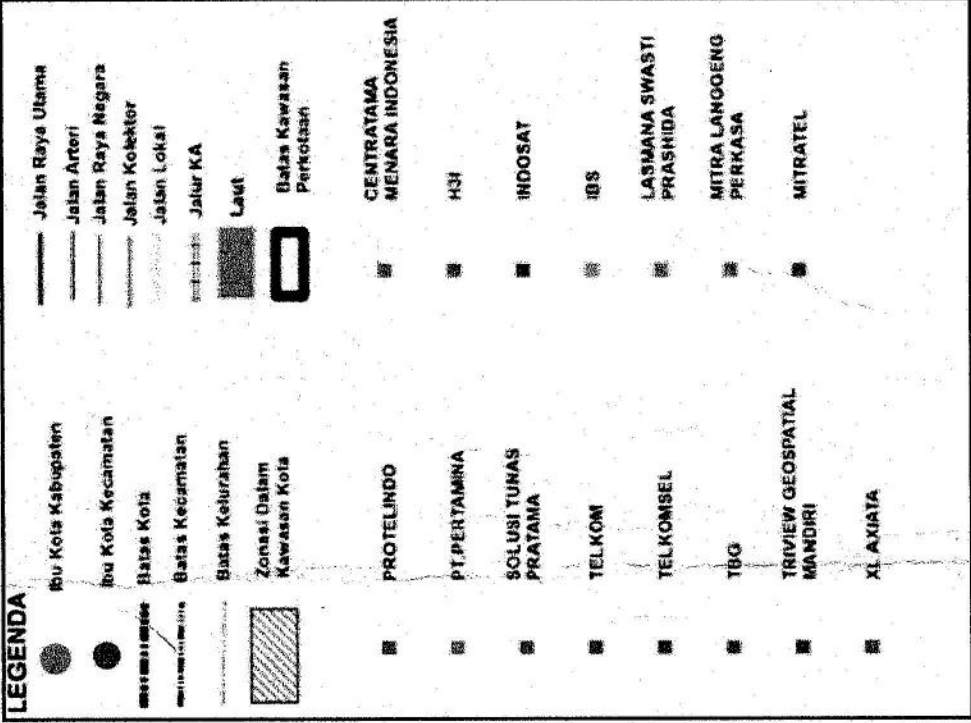 LEGENDA
Ibu Kota Kabupaten
Ibu Kota Kecamatan
Batas Kota
Batas Kecamatan
Batas Kelurahan
Zonasi Dalam
Kawasan Kota
Jalan Raya Utama
Jalan Arteri
Jalan Raya Negara
Jalan Kolektor
Jalan Lokal
Jalur KA
Laut
Batas Kawasan
Perkotaan
PROTELINDO
PT.PERTAMINA
SOLUSI TUNAS
PRATAMA
TELKOM
TELKOMSEL
TBG
TRIVIEW GEOSPATIAL
MANDIRI
XL AXIATA
CENTRATAMA
MENARA INDONESIA
H3I
INDOSAT
IBS
LASMANA SWASTI
PRASHIDA
MITRA LANGGENG
PERKASA
MITRATEL